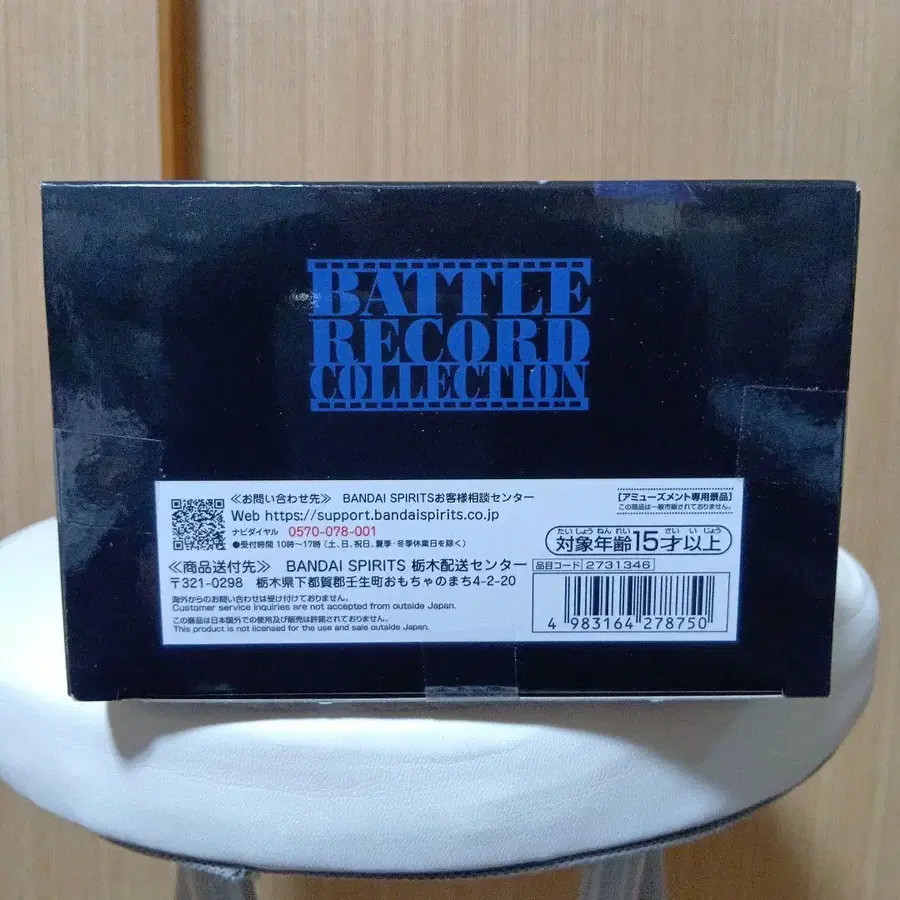 BATTLE
RECORD
COLLECTION
≪お問い合わせ先≫ BANDAI SPIRITSお客様相談センター
Web https://support.bandaispirits.co.jp
ナビダイヤル 0570-078-001
●受付時間 10時〜17時 (土、日、祝日、夏季・冬季休業日を除く)
≪商品送付先≫ BANDAI SPIRITS 栃木配送センター
〒321-0298 栃木県下都賀郡壬生町おもちゃのまち4-2-20
海外からのお問い合わせは受け付けておりません。
Customer service inquiries are not accepted from outside Japan.
この商品は日本国外での使用及び販売は許諾されておりません。
This product is not licensed for the use and sale outside Japan.
【アミューズメント専用景品】
この商品は一般市販されておりません。
たいしょうねんれい さい いじょう
対象年齢15才以上
品目コード 2731346
4 983164 278750